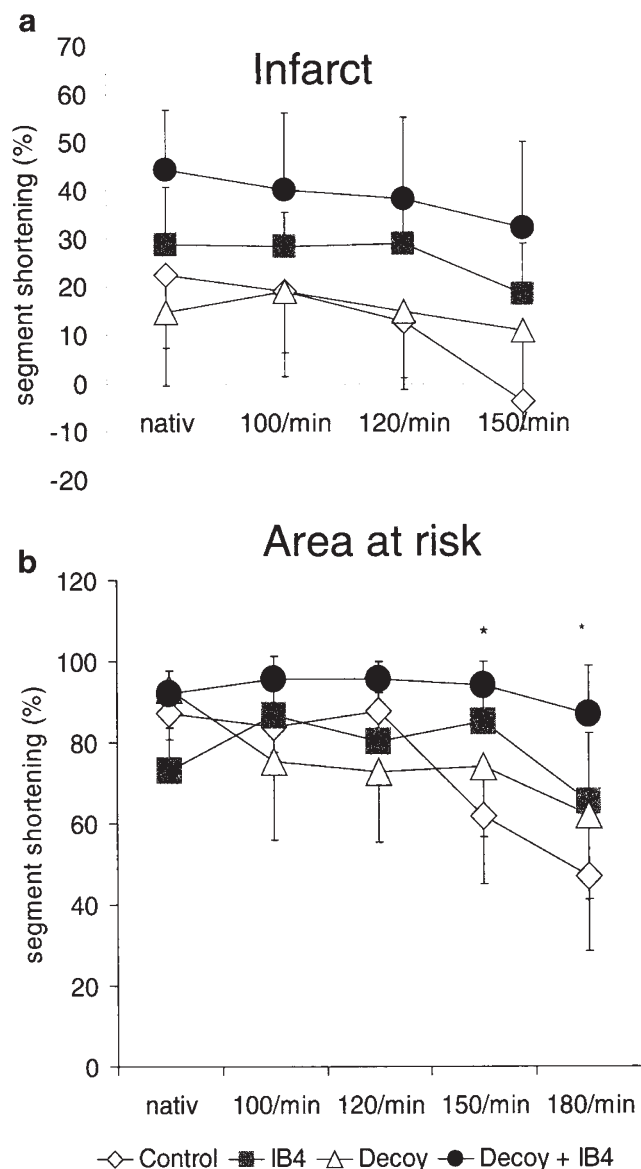 a
Infarct
segment shortening (%)
70
60
50
40
30
20
10
0
-10
-20
nativ 100/min 120/min 150/min
b
Area at risk
segment shortening (%)
120
100
80
60
40
20
0
* *
nativ 100/min 120/min 150/min 180/min
Control IB4 Decoy Decoy + IB4